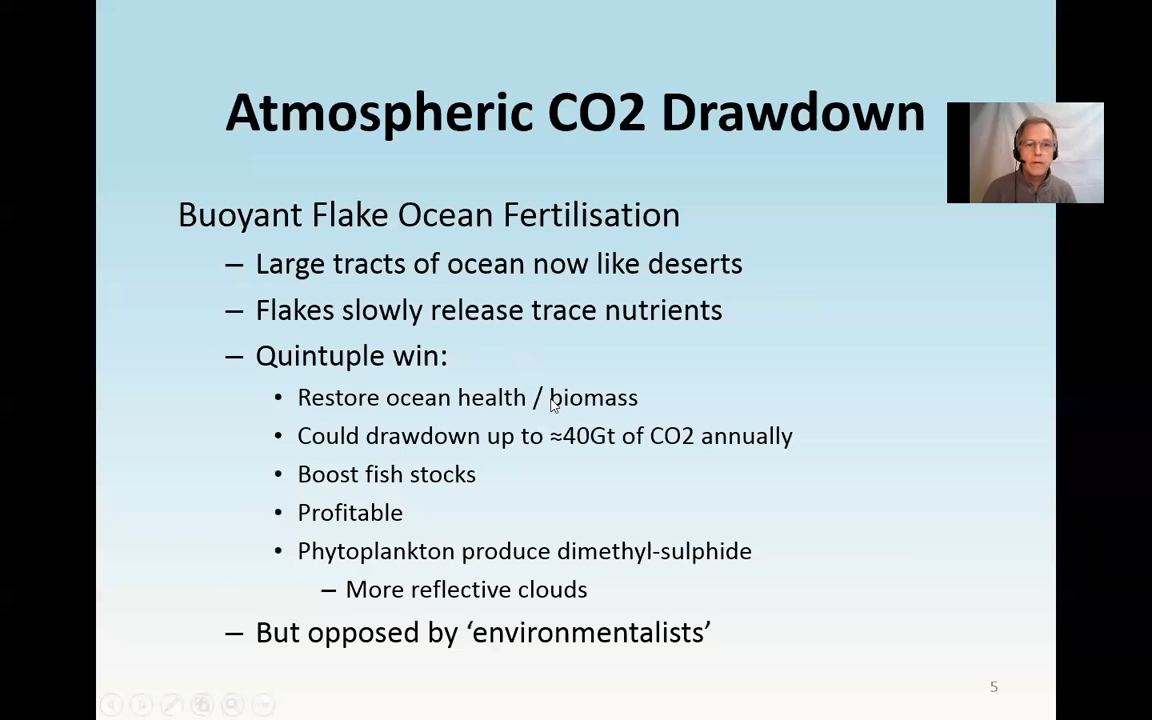 Atmospheric CO2 Drawdown
Buoyant Flake Ocean Fertilisation
– Large tracts of ocean now like deserts
– Flakes slowly release trace nutrients
– Quintuple win:
• Restore ocean health / biomass
• Could drawdown up to ≈40Gt of CO2 annually
• Boost fish stocks
• Profitable
• Phytoplankton produce dimethyl-sulphide
– More reflective clouds
– But opposed by ‘environmentalists’
5